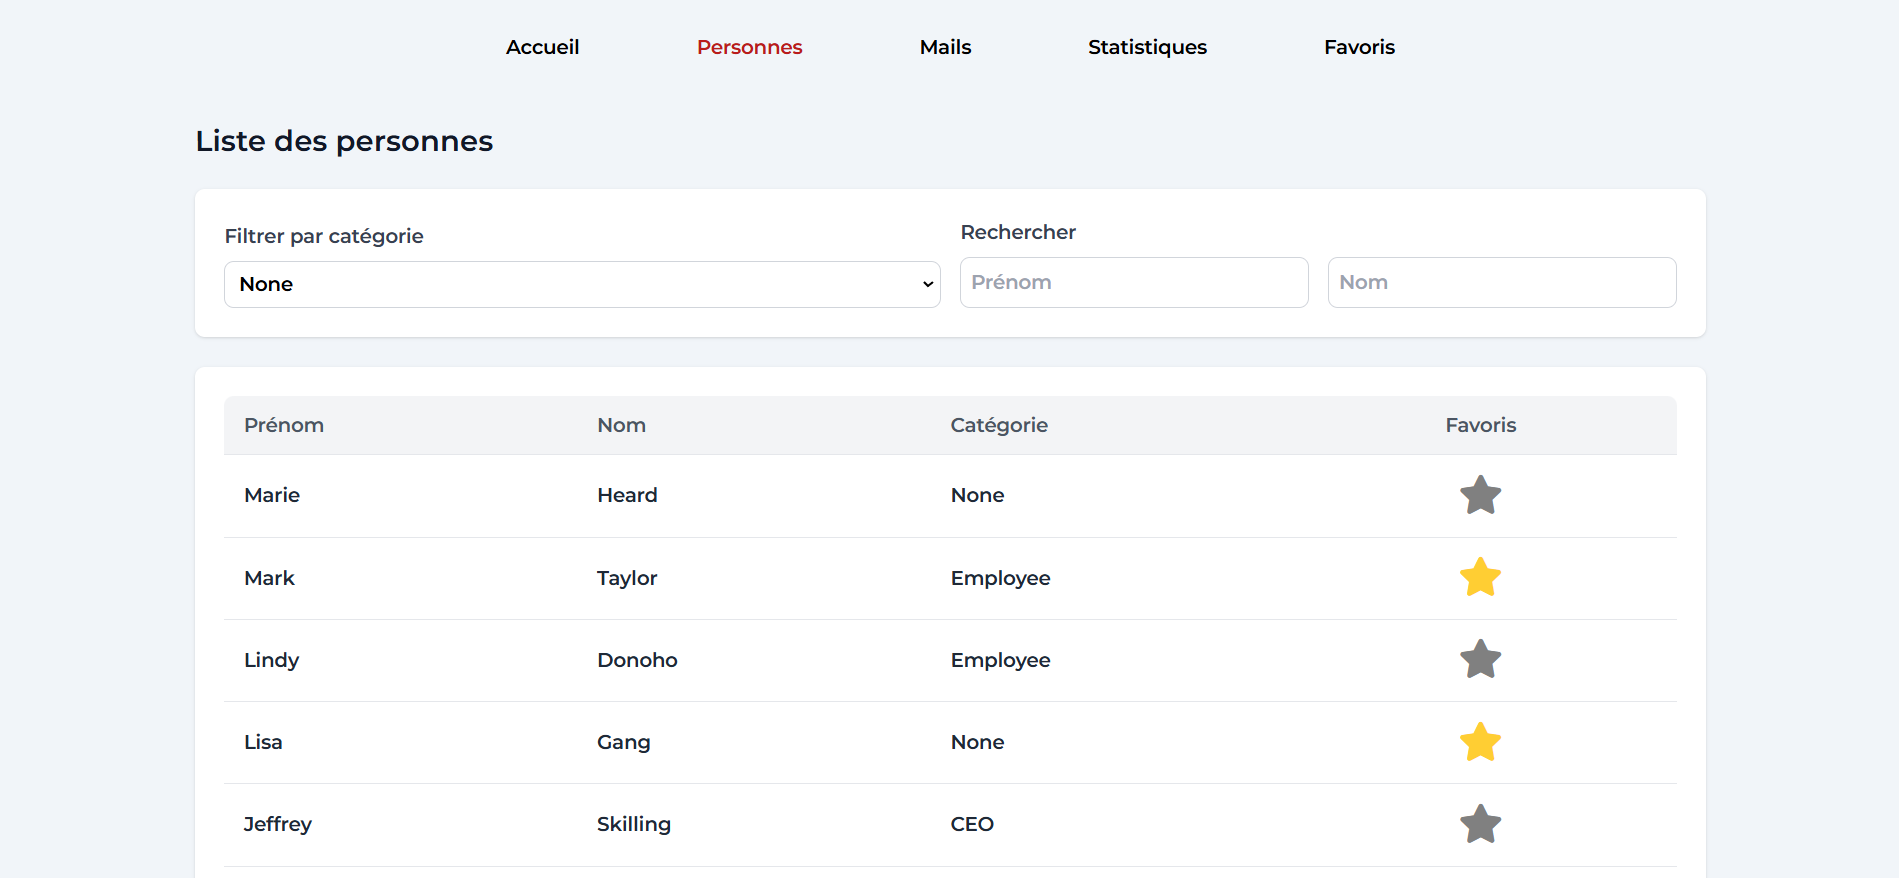 Accueil Personnes Mails Statistiques Favoris
Liste des personnes
Filtrer par catégorie Rechercher
None Prénom Nom
Prénom Nom Catégorie Favoris
Marie Heard None
Mark Taylor Employee
Lindy Donoho Employee
Lisa Gang None
Jeffrey Skilling CEO